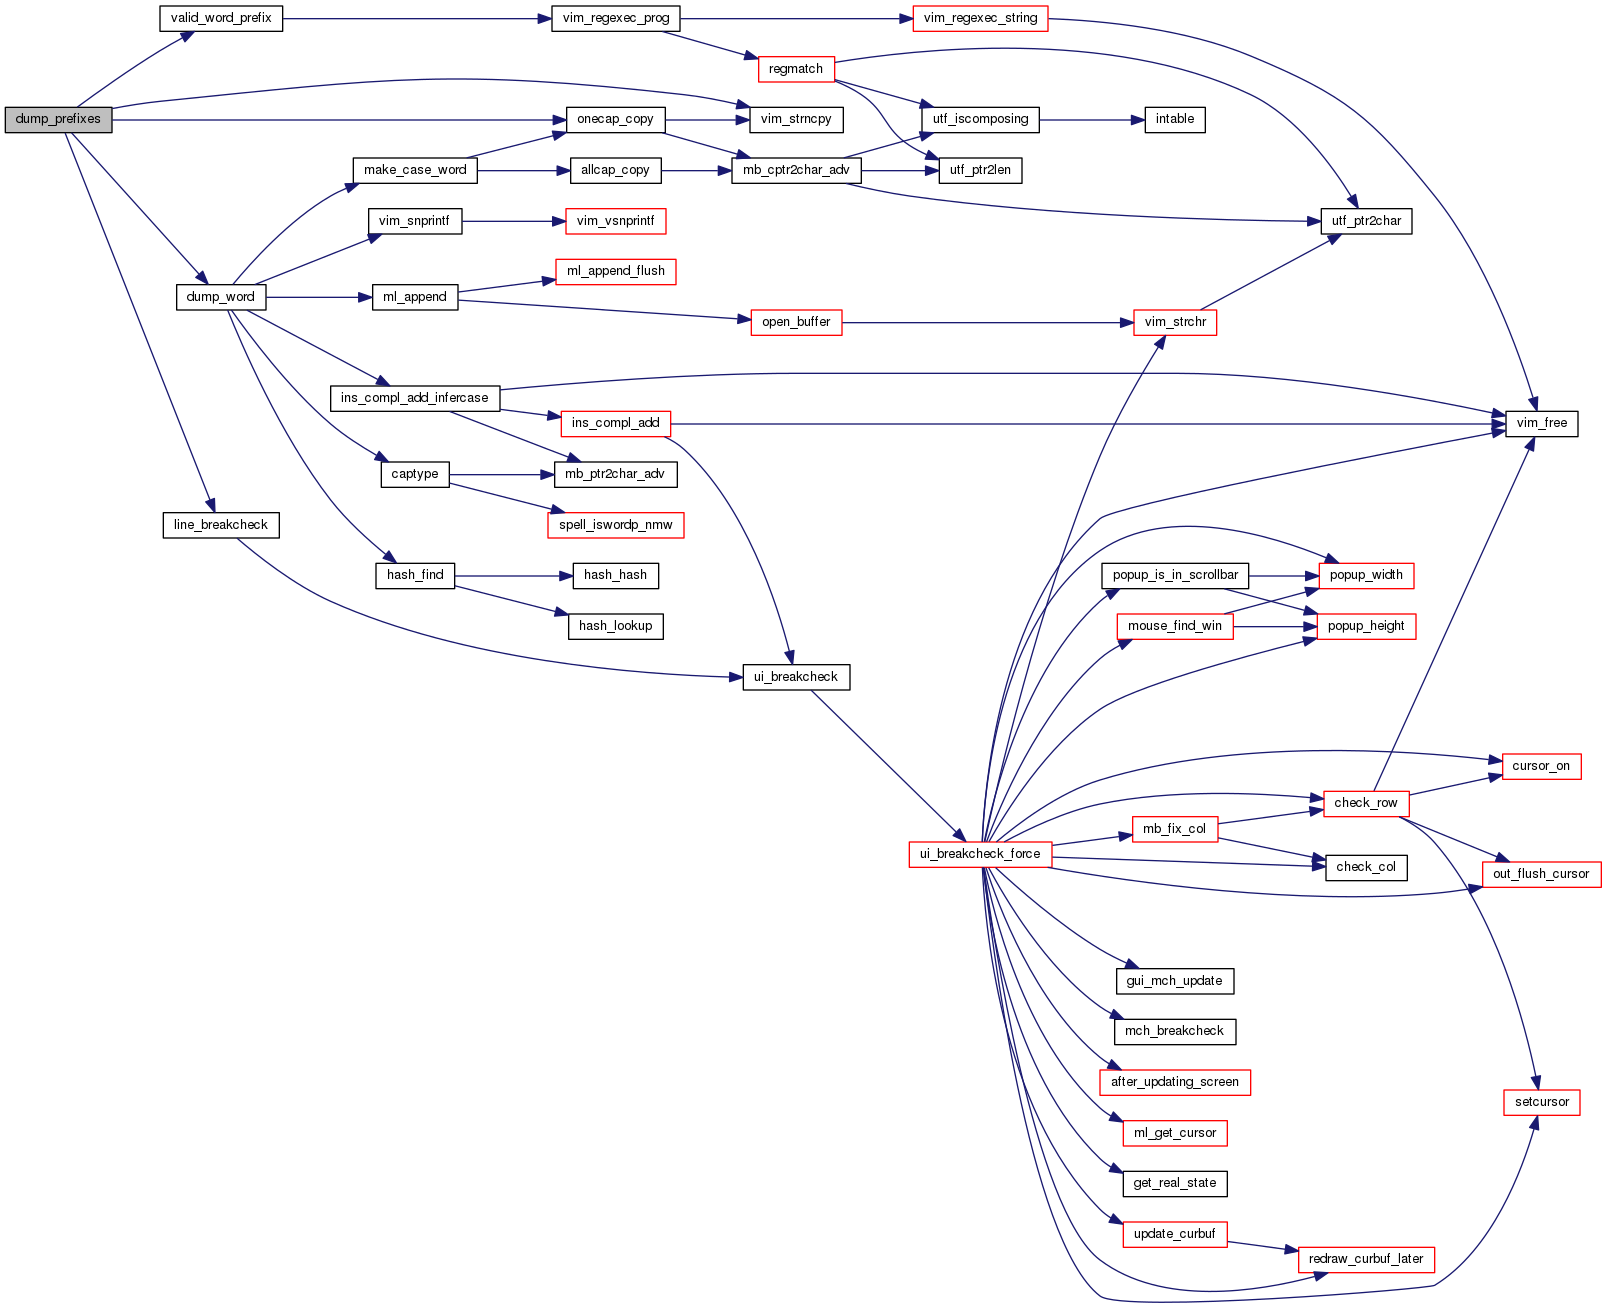 valid_word_prefix
vim_regexec_prog
vim_regexec_string
regmatch
dump_prefixes
onecap_copy
vim_strncpy
utf_iscomposing
intable
make_case_word
allcap_copy
mb_cptr2char_adv
utf_ptr2len
vim_snprintf
vim_vsnprintf
utf_ptr2char
ml_append_flush
dump_word
ml_append
open_buffer
vim_strchr
ins_compl_add_infercase
ins_compl_add
vim_free
captype
mb_ptr2char_adv
line_breakcheck
spell_iswordp_nmw
hash_find
hash_hash
popup_is_in_scrollbar
popup_width
hash_lookup
mouse_find_win
popup_height
ui_breakcheck
cursor_on
check_row
mb_fix_col
ui_breakcheck_force
check_col
out_flush_cursor
gui_mch_update
mch_breakcheck
after_updating_screen
setcursor
ml_get_cursor
get_real_state
update_curbuf
redraw_curbuf_later